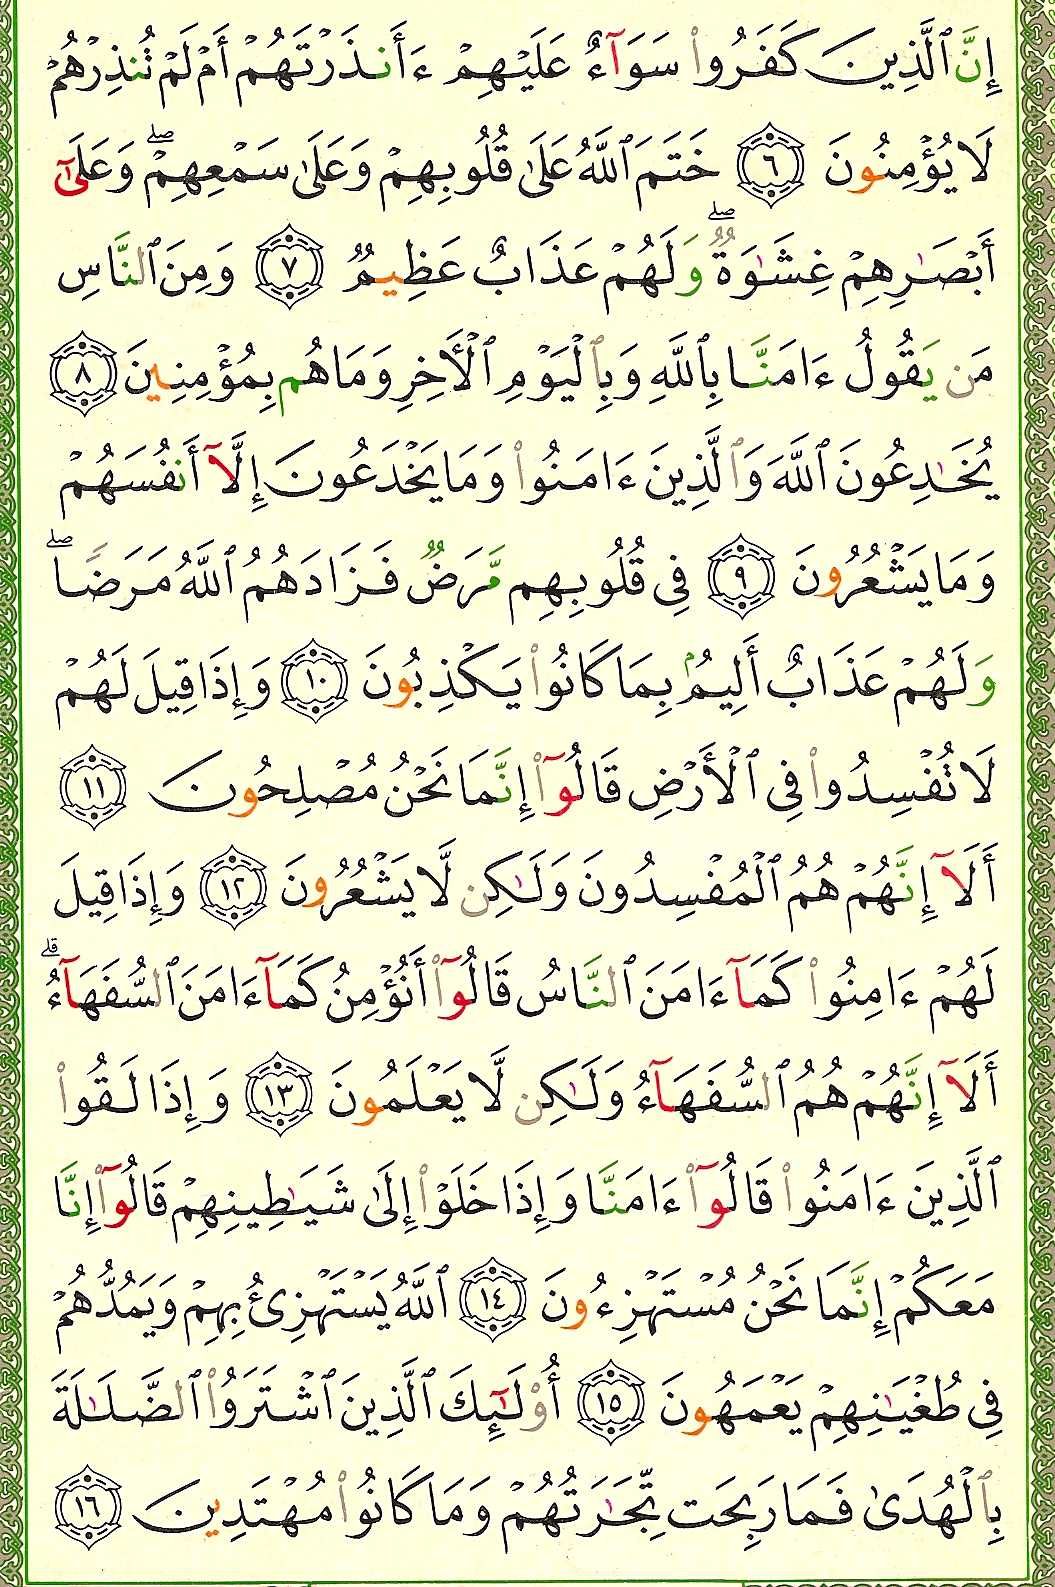 إِنَّ ٱلَّذِينَ كَفَرُوا۟ سَوَآءٌ عَلَيْهِمْ ءَأَنذَرْتَهُمْ أَمْ لَمْ تُنذِرْهُمْ
لَا يُؤْمِنُونَ ٦ خَتَمَ ٱللَّهُ عَلَىٰ قُلُوبِهِمْ وَعَلَىٰ سَمْعِهِمْ ۖ وَعَلَىٰٓ
أَبْصَـٰرِهِمْ غِشَـٰوَةٌ ۖ وَلَهُمْ عَذَابٌ عَظِيمٌ ٧ وَمِنَ ٱلنَّاسِ
مَن يَقُولُ ءَامَنَّا بِٱللَّهِ وَبِٱلْيَوْمِ ٱلْـَٔاخِرِ وَمَا هُم بِمُؤْمِنِينَ ٨
يُخَـٰدِعُونَ ٱللَّهَ وَٱلَّذِينَ ءَامَنُوا۟ وَمَا يَخْدَعُونَ إِلَّآ أَنفُسَهُمْ
وَمَا يَشْعُرُونَ ٩ فِى قُلُوبِهِم مَّرَضٌ فَزَادَهُمُ ٱللَّهُ مَرَضًا ۖ
وَلَهُمْ عَذَابٌ أَلِيمٌۢ بِمَا كَانُوا۟ يَكْذِبُونَ ١٠ وَإِذَا قِيلَ لَهُمْ
لَا تُفْسِدُوا۟ فِى ٱلْأَرْضِ قَالُوٓا۟ إِنَّمَا نَحْنُ مُصْلِحُونَ ١١
أَلَآ إِنَّهُمْ هُمُ ٱلْمُفْسِدُونَ وَلَـٰكِن لَّا يَشْعُرُونَ ١٢ وَإِذَا قِيلَ
لَهُمْ ءَامِنُوا۟ كَمَآ ءَامَنَ ٱلنَّاسُ قَالُوٓا۟ أَنُؤْمِنُ كَمَآ ءَامَنَ ٱلسُّفَهَآءُ ۗ
أَلَآ إِنَّهُمْ هُمُ ٱلسُّفَهَآءُ وَلَـٰكِن لَّا يَعْلَمُونَ ١٣ وَإِذَا لَقُوا۟
ٱلَّذِينَ ءَامَنُوا۟ قَالُوٓا۟ ءَامَنَّا وَإِذَا خَلَوْا۟ إِلَىٰ شَيَـٰطِينِهِمْ قَالُوٓا۟ إِنَّا
مَعَكُمْ إِنَّمَا نَحْنُ مُسْتَهْزِءُونَ ١٤ ٱللَّهُ يَسْتَهْزِئُ بِهِمْ وَيَمُدُّهُمْ
فِى طُغْيَـٰنِهِمْ يَعْمَهُونَ ١٥ أُو۟لَـٰٓئِكَ ٱلَّذِينَ ٱشْتَرَوُا۟ ٱلضَّلَـٰلَةَ
بِٱلْهُدَىٰ فَمَا رَبِحَت تِّجَـٰرَتُهُمْ وَمَا كَانُوا۟ مُهْتَدِينَ ١٦